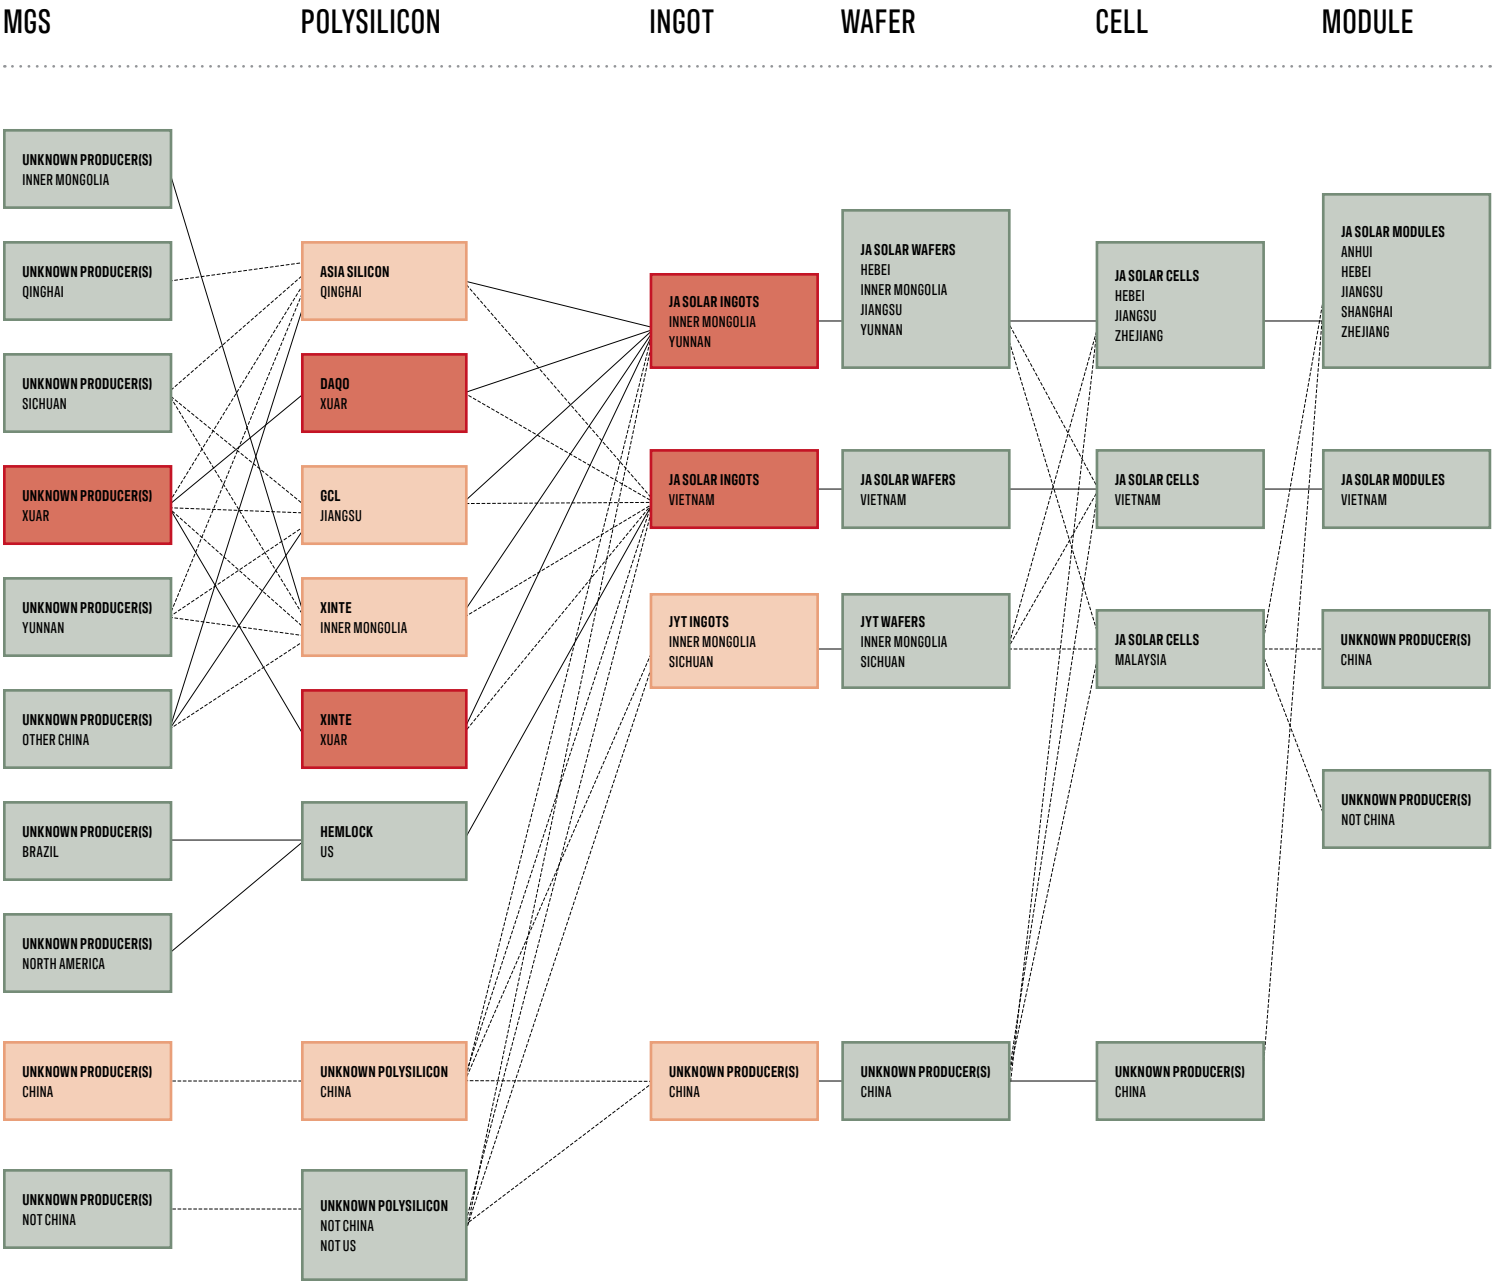 MGS
POLYSILICON
INGOT
WAFER
CELL
MODULE
UNKNOWN PRODUCER(S)
INNER MONGOLIA
UNKNOWN PRODUCER(S)
QINGHAI
UNKNOWN PRODUCER(S)
SICHUAN
UNKNOWN PRODUCER(S)
XUAR
UNKNOWN PRODUCER(S)
YUNNAN
UNKNOWN PRODUCER(S)
OTHER CHINA
UNKNOWN PRODUCER(S)
BRAZIL
UNKNOWN PRODUCER(S)
NORTH AMERICA
UNKNOWN PRODUCER(S)
CHINA
UNKNOWN PRODUCER(S)
NOT CHINA
ASIA SILICON
QINGHAI
DAQO
XUAR
GCL
JIANGSU
XINTE
INNER MONGOLIA
XINTE
XUAR
HEMLOCK
US
UNKNOWN POLYSILICON
CHINA
UNKNOWN POLYSILICON
NOT CHINA
NOT US
JA SOLAR INGOTS
INNER MONGOLIA
YUNNAN
JA SOLAR INGOTS
VIETNAM
JYT INGOTS
INNER MONGOLIA
SICHUAN
UNKNOWN PRODUCER(S)
CHINA
JA SOLAR WAFERS
HEBEI
INNER MONGOLIA
JIANGSU
YUNNAN
JA SOLAR WAFERS
VIETNAM
JYT WAFERS
INNER MONGOLIA
SICHUAN
UNKNOWN PRODUCER(S)
CHINA
JA SOLAR CELLS
HEBEI
JIANGSU
ZHEJIANG
JA SOLAR CELLS
VIETNAM
JA SOLAR CELLS
MALAYSIA
UNKNOWN PRODUCER(S)
CHINA
JA SOLAR MODULES
ANHUI
HEBEI
JIANGSU
SHANGHAI
ZHEJIANG
JA SOLAR MODULES
VIETNAM
UNKNOWN PRODUCER(S)
CHINA
UNKNOWN PRODUCER(S)
NOT CHINA